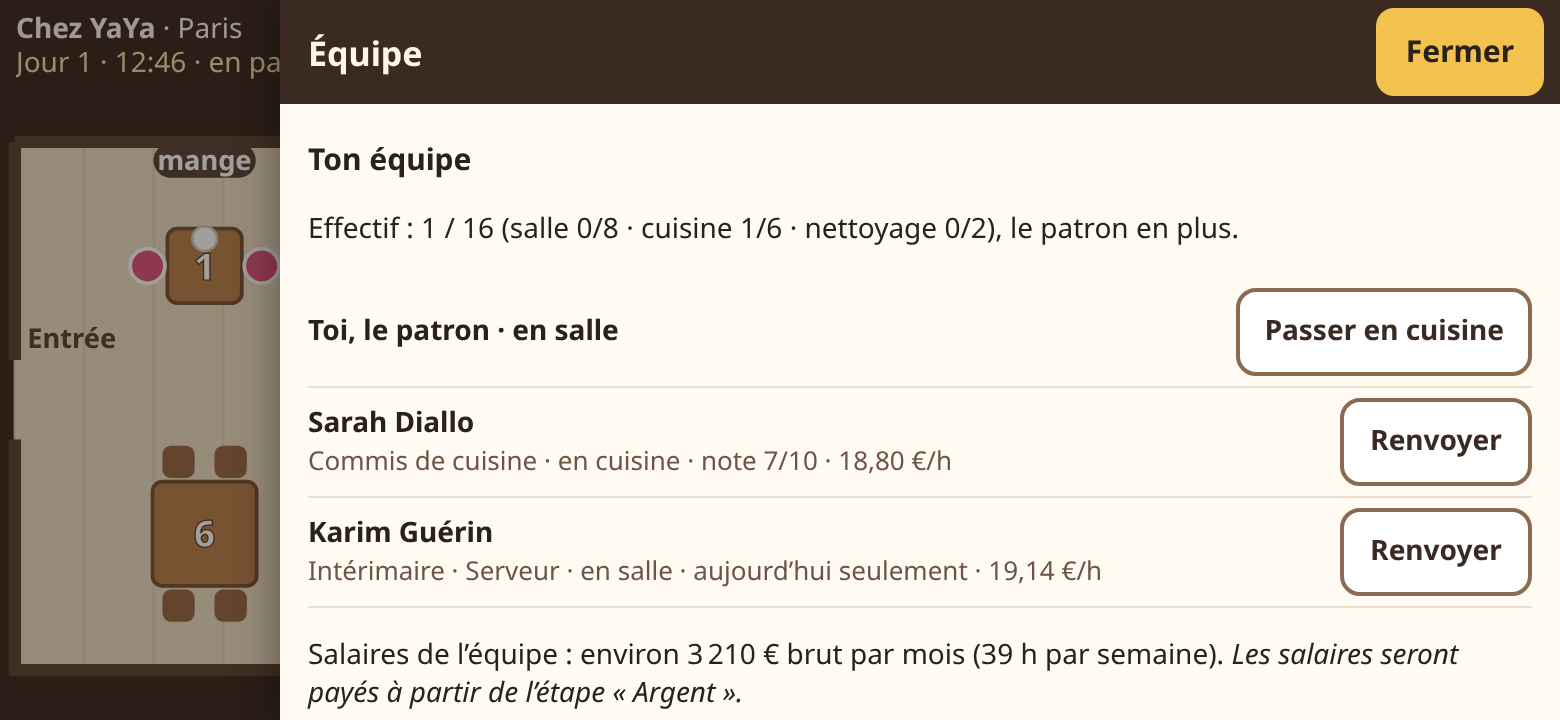 Chez YaYa · Paris
Jour 1 · 12:46 · en pa
mange
1
Entrée
6
Équipe
Fermer
Ton équipe
Effectif : 1 / 16 (salle 0/8 · cuisine 1/6 · nettoyage 0/2), le patron en plus.
Toi, le patron · en salle
Passer en cuisine
Sarah Diallo
Commis de cuisine · en cuisine · note 7/10 · 18,80 €/h
Renvoyer
Karim Guérin
Intérimaire · Serveur · en salle · aujourd’hui seulement · 19,14 €/h
Renvoyer
Salaires de l’équipe : environ 3 210 € brut par mois (39 h par semaine). Les salaires seront
payés à partir de l’étape « Argent ».